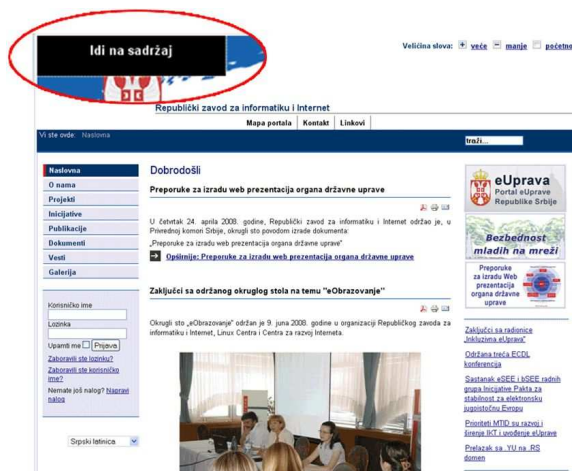 Idi na sadržaj
Veličina slova: veće manje početno
Republički zavod za informatiku i Internet
Mapa portala Kontakt Linkovi
Vi ste ovde: Naslovna
traži...
Naslovna
O nama
Projekti
Inicijative
Publikacije
Dokumenti
Vesti
Galerija
Korisničko ime
Lozinka
Upamti me Prijava
Zaboravili ste lozinku?
Zaboravili ste korisničko
ime?
Nemate još nalog? Napravi
nalog
Srpski latinica
Dobrodošli
Preporuke za izradu web prezentacija organa državne uprave
U četvrtak 24. aprila 2008. godine, Republički zavod za informatiku i Internet održao je, u
Privrednoj komori Srbije, okrugli sto povodom izrade dokumenta:
„Preporuke za izradu web prezentacija organa državne uprave"
Opširnije: Preporuke za izradu web prezentacija organa državne uprave
Zaključci sa održanog okruglog stola na temu "eObrazovanje"
Okrugli sto „eObrazovanje" održan je 9. juna 2008. godine u organizaciji Republičkog zavoda za
informatiku i Internet, Linux Centra i Centra za razvoj Interneta.
eUprava
Portal eUprave
Republike Srbije
Bezbednost
mladih na mreži
Preporuke
za izradu Web
prezentacija
organa državne
uprave
Zaključci sa radionice
„Inkluzivna eUprava"
Održana treća ECDL
konferencija
Sastanak eSEE i bSEE radnih
grupa Inicijative Pakta za
stabilnost za elektronsku
jugoistočnu Evropu
Prioriteti MTID su razvoj i
širenje IKT i uvođenje eUprave
Prelazak sa .YU na .RS
domen